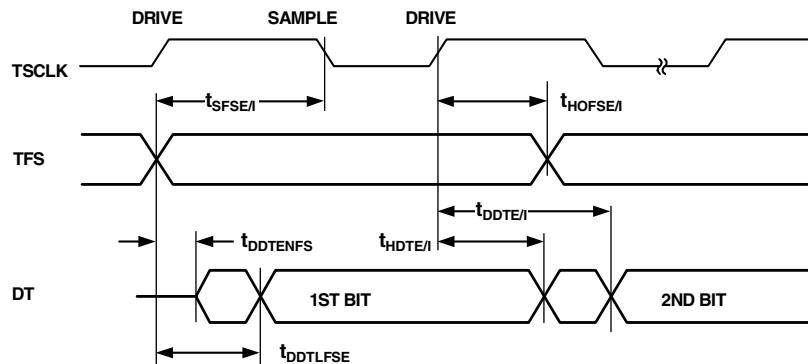 DRIVE SAMPLE DRIVE
TSCLK
tSFSE/I tHOFSE/I
TFS
tDDTE/I
tDDTENFS tHDTE/I
DT 1ST BIT 2ND BIT
tDDTLFSE